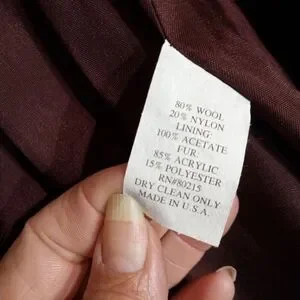 80% WOOL
20% NYLON
LINING:
100% ACETATE
FUR:
85% ACRYLIC
15% POLYESTER
RN#80215
DRY CLEAN ONLY
MADE IN U.S.A.